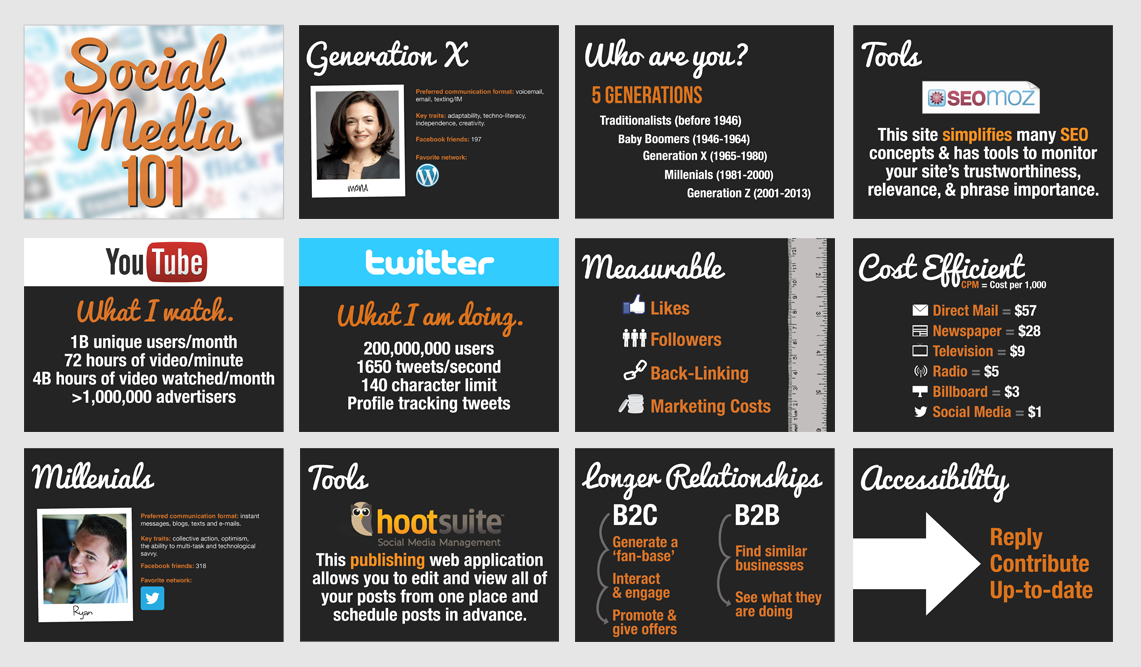 Social
Media
101
Generation X
Preferred communication format: voicemail,
email, texting/IM
Key traits: adaptability, techno-literacy,
independence, creativity.
Facebook friends: 197
Favorite network:
Who are you?
5 GENERATIONS
Traditionalists (before 1946)
Baby Boomers (1946-1964)
Generation X (1965-1980)
Millenials (1981-2000)
Generation Z (2001-2013)
Tools
SEOmoz
This site simplifies many SEO
concepts & has tools to monitor
your site's trustworthiness,
relevance, & phrase importance.
YouTube
What I watch.
1B unique users/month
72 hours of video/minute
4B hours of video watched/month
>1,000,000 advertisers
twitter
What I am doing.
200,000,000 users
1650 tweets/second
140 character limit
Profile tracking tweets
Measurable
Likes
Followers
Back-Linking
Marketing Costs
Cost Efficient
CPM = Cost per 1,000
Direct Mail = $57
Newspaper = $28
Television = $9
Radio = $5
Billboard = $3
Social Media = $1
Millenials
Preferred communication format: instant
messages, blogs, texts and e-mails.
Key traits: collective action, optimism,
the ability to multi-task and technological
savvy.
Facebook friends: 318
Favorite network:
Ryan
Tools
hootsuite™
Social Media Management
This publishing web application
allows you to edit and view all of
your posts from one place and
schedule posts in advance.
Longer Relationships
B2C
Generate a
'fan-base'
Interact
& engage
Promote &
give offers
B2B
Find similar
businesses
See what they
are doing
Accessibility
Reply
Contribute
Up-to-date